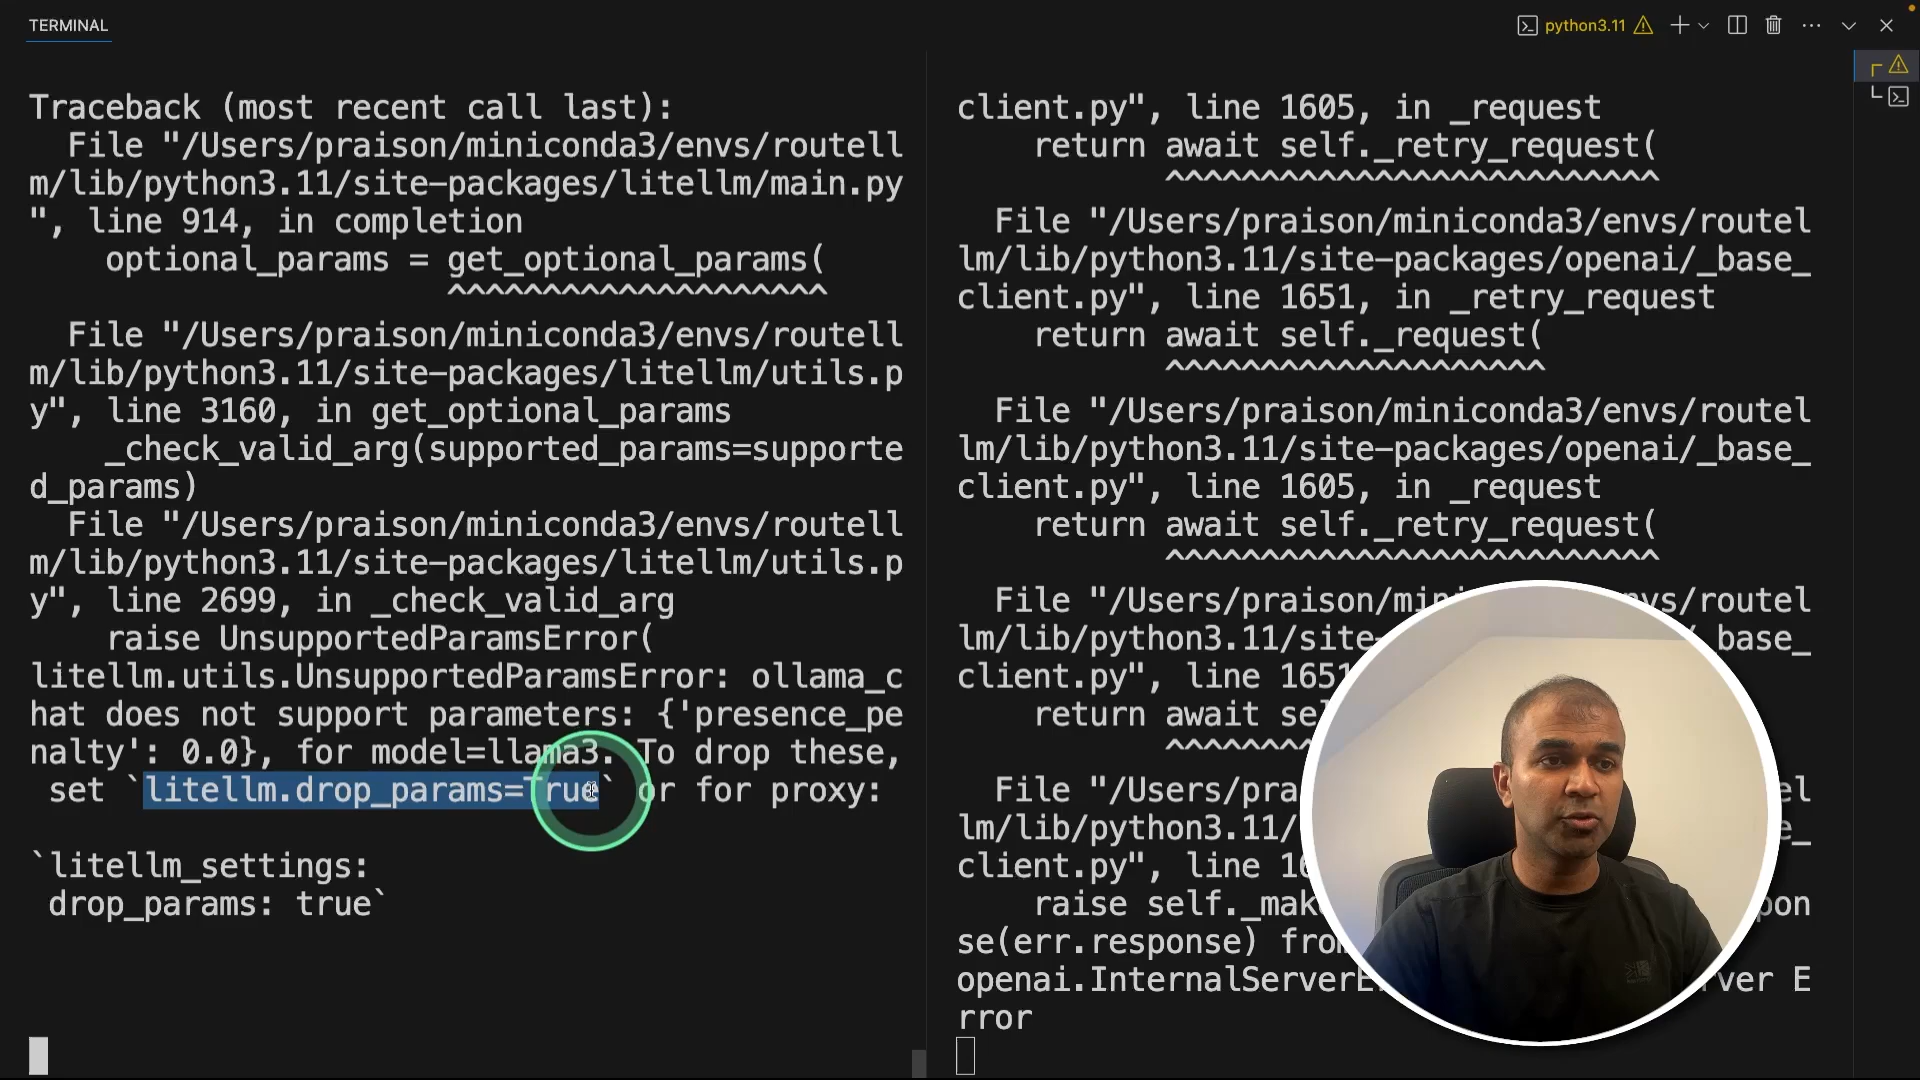 TERMINAL
python3.11
Traceback (most recent call last):
  File "/Users/praison/miniconda3/envs/routell
m/lib/python3.11/site-packages/litellm/main.py
", line 914, in completion
    optional_params = get_optional_params(
                      ^^^^^^^^^^^^^^^^^^^^
  File "/Users/praison/miniconda3/envs/routell
m/lib/python3.11/site-packages/litellm/utils.p
y", line 3160, in get_optional_params
    _check_valid_arg(supported_params=supporte
d_params)
  File "/Users/praison/miniconda3/envs/routell
m/lib/python3.11/site-packages/litellm/utils.p
y", line 2699, in _check_valid_arg
    raise UnsupportedParamsError(
litellm.utils.UnsupportedParamsError: ollama_c
hat does not support parameters: {'presence_pe
nalty': 0.0}, for model=llama3. To drop these,
 set `litellm.drop_params=True` or for proxy:
`litellm_settings:
 drop_params: true`
client.py", line 1605, in _request
    return await self._retry_request(
           ^^^^^^^^^^^^^^^^^^^^^^^^^^
  File "/Users/praison/miniconda3/envs/routel
lm/lib/python3.11/site-packages/openai/_base_
client.py", line 1651, in _retry_request
    return await self._request(
           ^^^^^^^^^^^^^^^^^^^^
  File "/Users/praison/miniconda3/envs/routel
lm/lib/python3.11/site-packages/openai/_base_
client.py", line 1605, in _request
    return await self._retry_request(
           ^^^^^^^^^^^^^^^^^^^^^^^^^^
  File "/Users/praison/ envs/routel
lm/lib/python3.11/site- _base_
client.py", line 1651
    return await
  File "/Users/ el
lm/lib/python3.11/
client.py", line
    raise pon
se(err.response) from
openai. rver E
rror